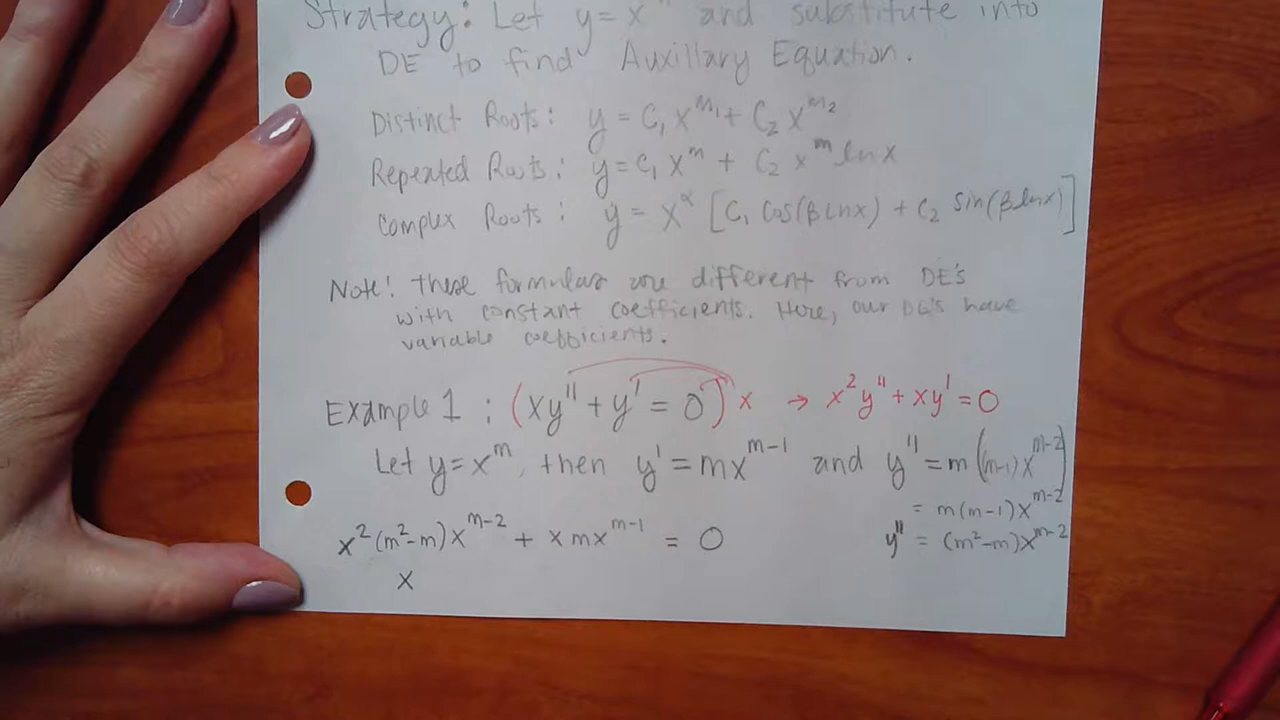 Strategy: Let y = x^m and substitute into
DE to find Auxillary Equation.
Distinct Roots: y = C₁x^m₁ + C₂x^m₂
Repeated Roots: y = C₁x^m + C₂x^m ln x
Complex Roots: y = x^α [C₁ cos(β ln x) + C₂ sin(β ln x)]
Note! these formulas are different from DE's
with constant coefficients. Here, our DE's have
variable coefficients.
Example 1 : (xy'' + y' = 0) x → x²y'' + xy' = 0
Let y = x^m, then y' = mx^(m-1) and y'' = m(m-1)x^(m-2)
= m(m-1)x^(m-2)
x²(m²-m)x^(m-2) + x mx^(m-1) = 0 y'' = (m²-m)x^(m-2)
x